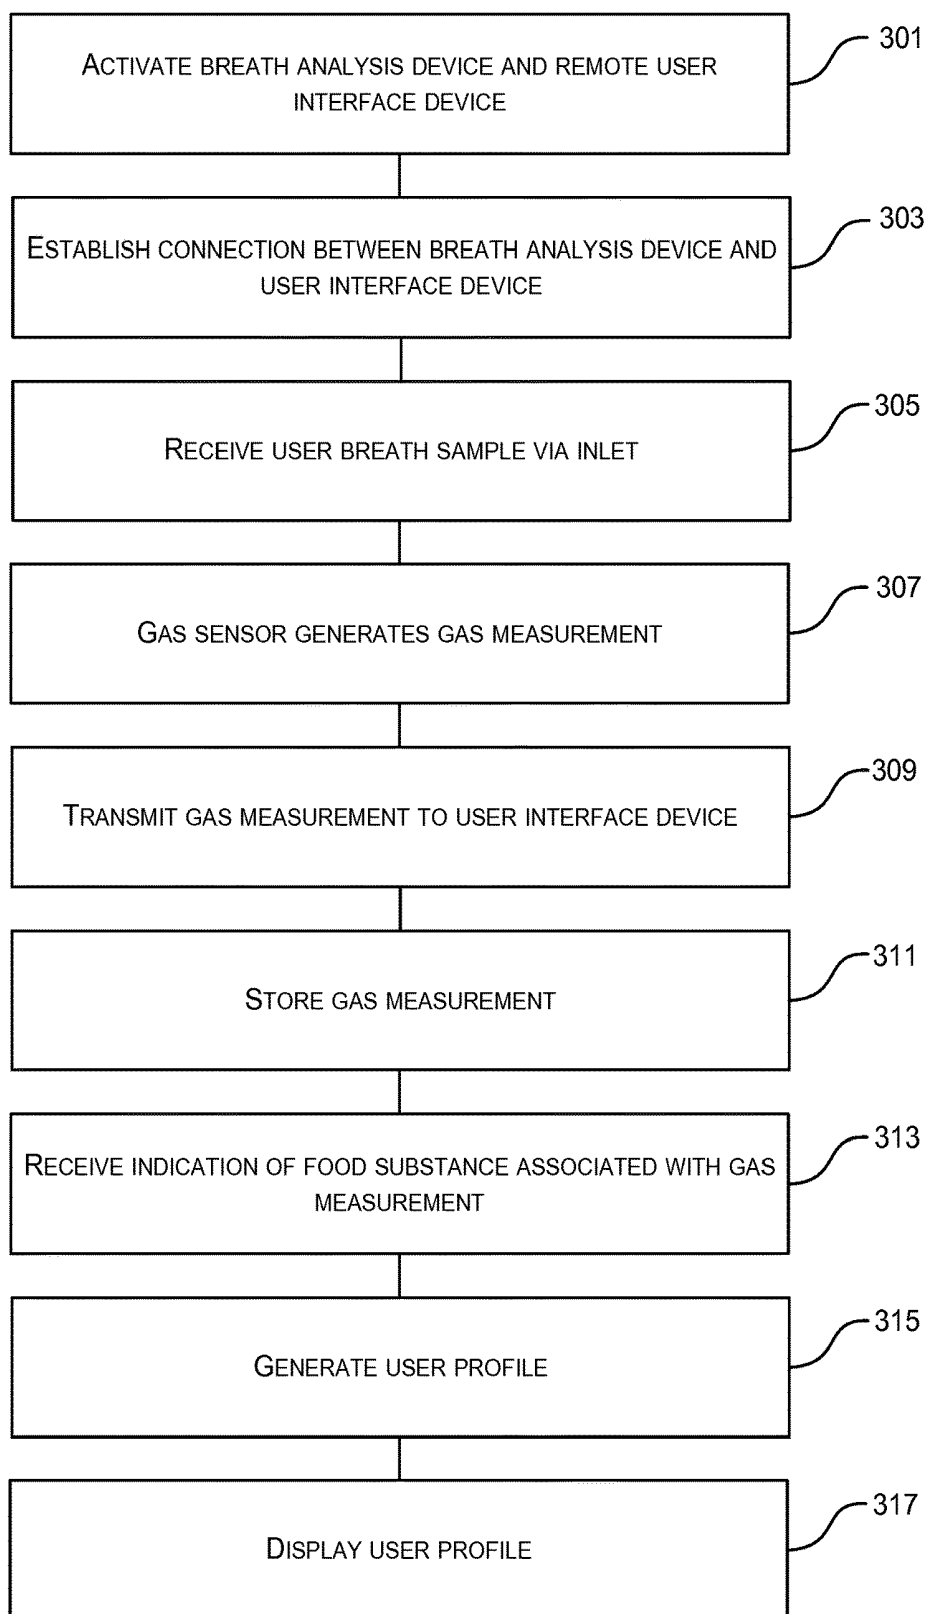 ACTIVATE BREATH ANALYSIS DEVICE AND REMOTE USER
INTERFACE DEVICE
301
ESTABLISH CONNECTION BETWEEN BREATH ANALYSIS DEVICE AND
USER INTERFACE DEVICE
303
RECEIVE USER BREATH SAMPLE VIA INLET
305
GAS SENSOR GENERATES GAS MEASUREMENT
307
TRANSMIT GAS MEASUREMENT TO USER INTERFACE DEVICE
309
STORE GAS MEASUREMENT
311
RECEIVE INDICATION OF FOOD SUBSTANCE ASSOCIATED WITH GAS
MEASUREMENT
313
GENERATE USER PROFILE
315
DISPLAY USER PROFILE
317